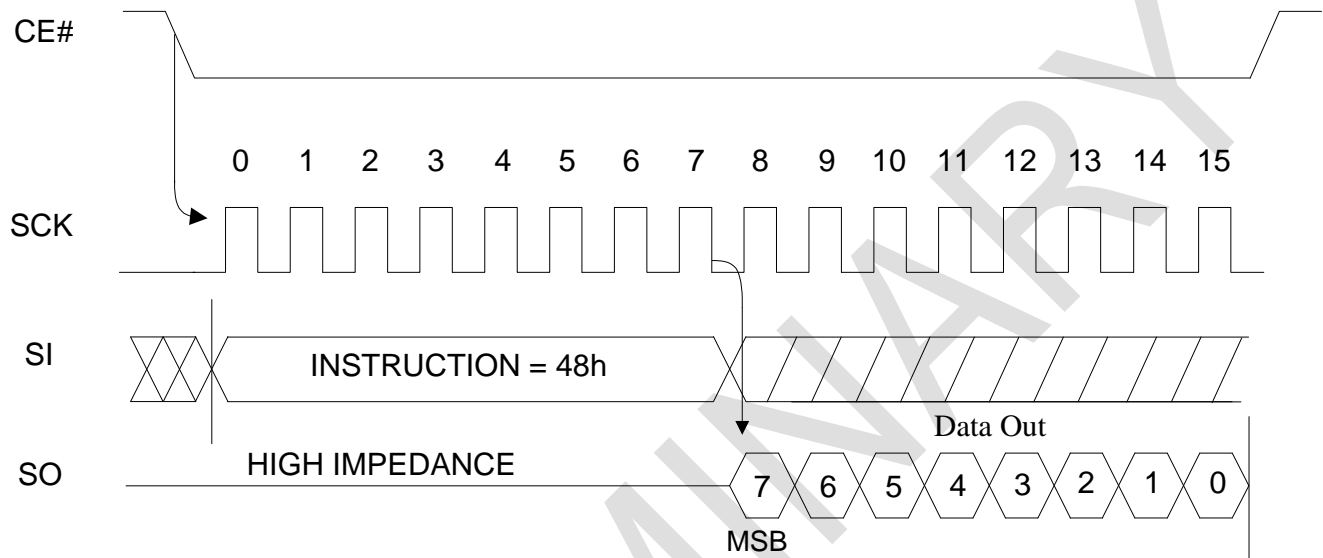 CE#
0 1 2 3 4 5 6 7 8 9 10 11 12 13 14 15
SCK
SI
INSTRUCTION = 48h
Data Out
SO
HIGH IMPEDANCE
7 6 5 4 3 2 1 0
MSB
MINARY